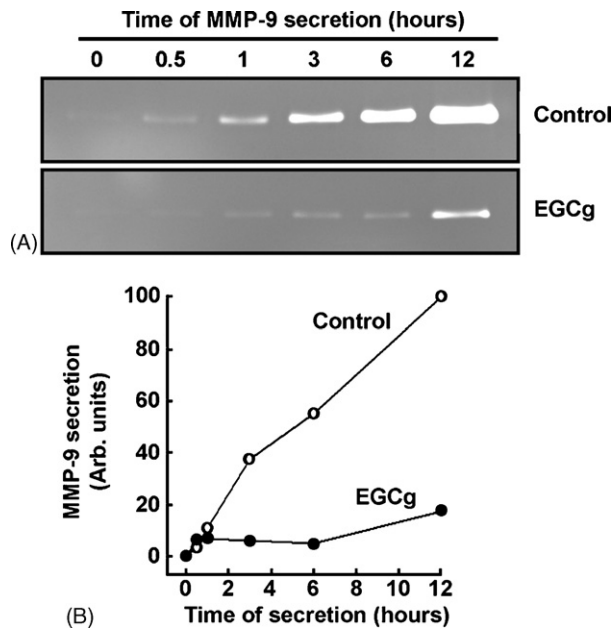 Time of MMP-9 secretion (hours)
0 0.5 1 3 6 12
Control
EGCg
(A)
100
80
60
40
20
0
MMP-9 secretion
(Arb. units)
Control
EGCg
0 2 4 6 8 10 12
Time of secretion (hours)
(B)